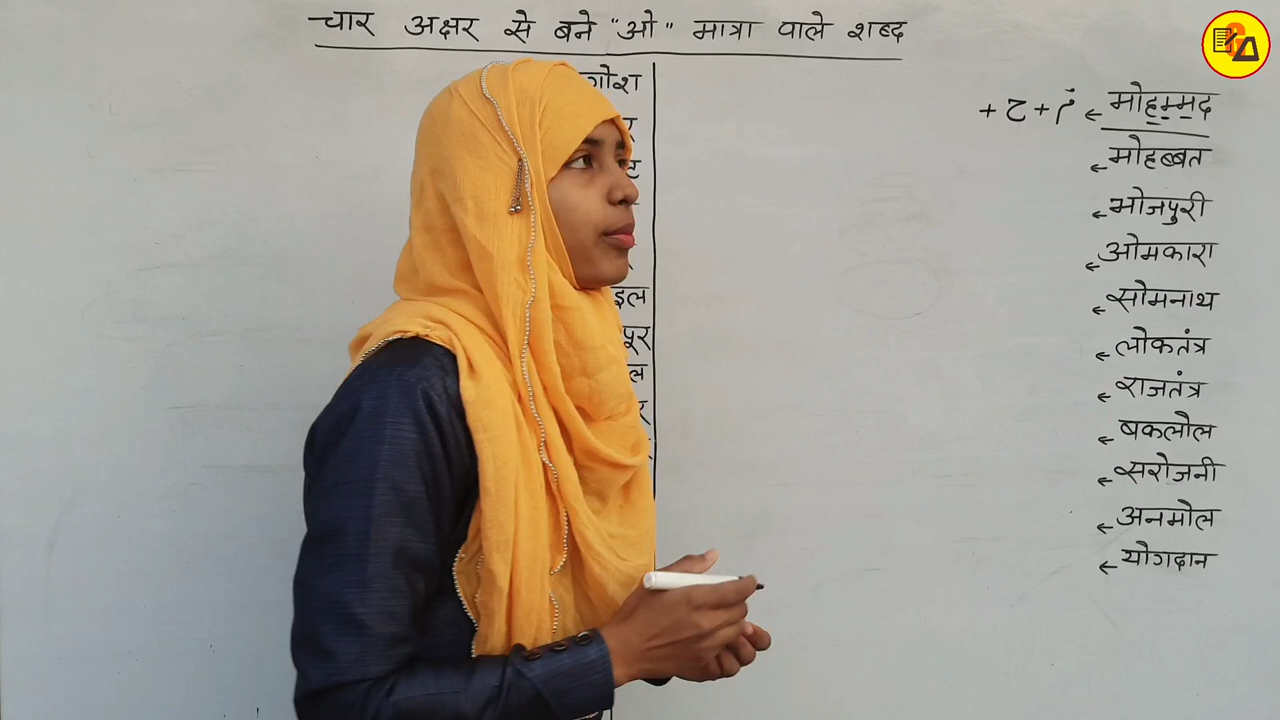 चार अक्षर से बने "ओ" मात्रा वाले शब्द
मोहम्मद ← م + ح +
मोहब्बत ←
भोजपुरी ←
ओमकारा ←
सोमनाथ ←
लोकतंत्र ←
राजतंत्र ←
बकलोल ←
सरोजनी ←
अनमोल ←
योगदान ←